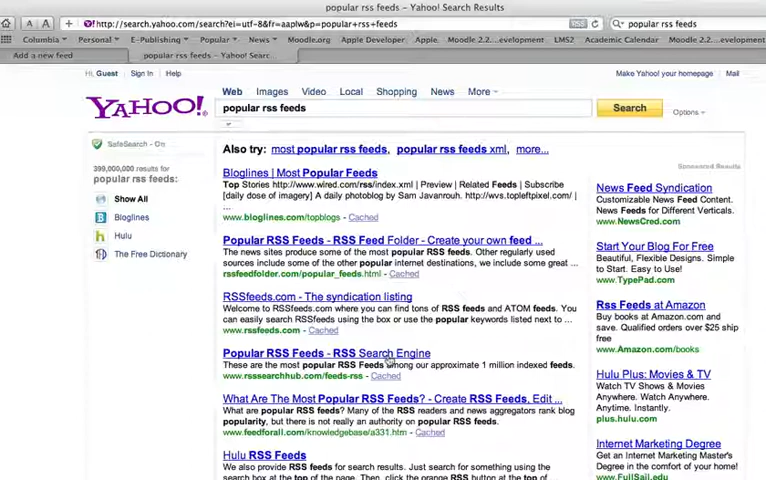 popular rss feeds – Yahoo! Search Results
A A + http://search.yahoo.com/search?ei=utf-8&fr=aaplw&p=popular+rss+feeds RSS popular rss feeds
Columbia Personal E-Publishing Popular News Moodle.org Apple Developer Apple. Moodle 2.2...evelopment LMS2 Academic Calendar Moodle 2.2...evelopment
Add a new feed popular rss feeds – Yahoo! Searc...
Hi, Guest Sign In Help Make Yahoo! your homepage Mail
YAHOO!
Web Images Video Local Shopping News More
popular rss feeds Search Options
SafeSearch - On
399,000,000 results for
popular rss feeds:
Show All
Bloglines
Hulu
The Free Dictionary
Also try: most popular rss feeds, popular rss feeds xml, more...
Bloglines | Most Popular Feeds
Top Stories http://www.wired.com/rss/index.xml | Preview | Related Feeds | Subscribe
[daily dose of imagery] A daily photoblog by Sam Javanrouh. http://wvs.topleftpixel.com/ |
...
www.bloglines.com/topblogs - Cached
Popular RSS Feeds - RSS Feed Folder - Create your own feed ...
The news sites produce some of the most popular RSS Feeds. Other regularly used
sources include some of the other popular internet destinations, we include some great ...
rssfeedfolder.com/popular_feeds.html - Cached
RSSfeeds.com - The syndication listing
Welcome to RSSfeeds.com where you can find tons of RSS feeds and ATOM feeds. You
can easily search RSSfeeds using the box or use the popular keywords listed next to ...
www.rssfeeds.com - Cached
Popular RSS Feeds - RSS Search Engine
These are the most popular RSS Feeds among our approximate 1 million indexed feeds.
www.rsssearchhub.com/feeds-rss - Cached
What Are The Most Popular RSS Feeds? - Create RSS Feeds, Edit ...
What are popular RSS feeds? Many of the RSS readers and news aggregators rank blog
popularity, but there is not really an authority on popular RSS feeds.
www.feedforall.com/knowledgebase/a331.htm - Cached
Hulu RSS Feeds
We also provide RSS feeds for search results. Just search for something using the
search box at the top of the page. Then, click the orange RSS button at the top of
Sponsored Results
News Feed Syndication
Customizable News Feed Content.
News Feeds for Different Verticals.
www.NewsCred.com
Start Your Blog For Free
Beautiful, Flexible Designs. Simple
to Start. Easy to Use!
www.TypePad.com
Rss Feeds at Amazon
Buy books at Amazon.com and
save. Qualified orders over $25 ship
free
www.Amazon.com/books
Hulu Plus: Movies & TV
Watch TV Shows & Movies
Anywhere. Watch Anywhere,
Anytime. Instantly.
plus.hulu.com
Internet Marketing Degree
Earn an Internet Marketing Master's
Degree in the comfort of your home!
www.FullSail.edu